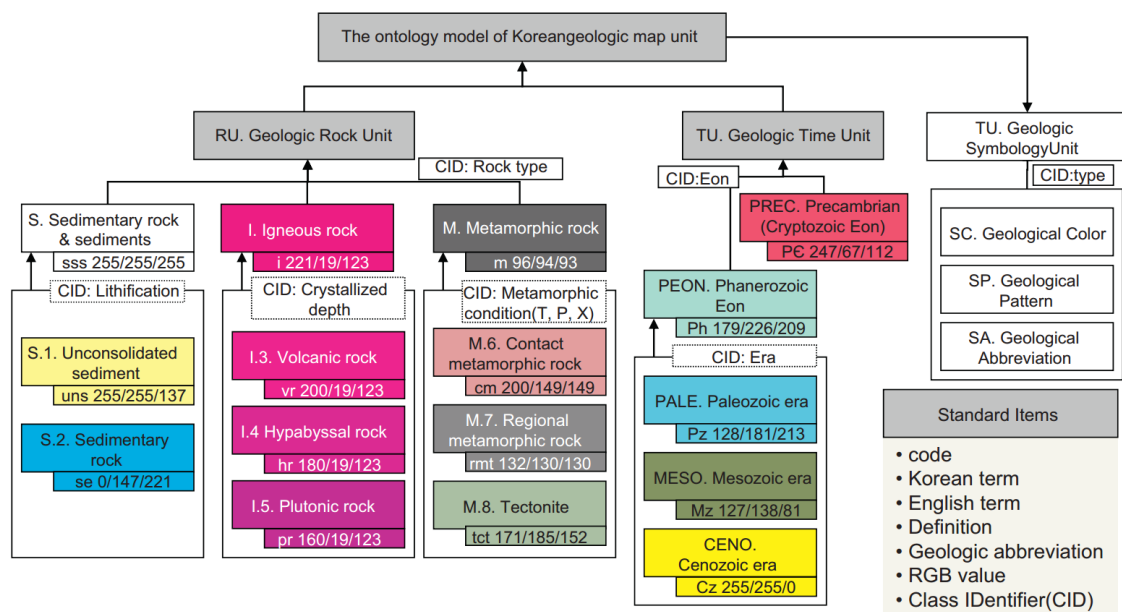 The ontology model of Koreangeologic map unit
RU. Geologic Rock Unit
TU. Geologic Time Unit
TU. Geologic
SymbologyUnit
CID: Rock type
CID:Eon
CID:type
S. Sedimentary rock
& sediments
sss 255/255/255
I. Igneous rock
i 221/19/123
M. Metamorphic rock
m 96/94/93
PREC. Precambrian
(Cryptozoic Eon)
PЄ 247/67/112
SC. Geological Color
SP. Geological
Pattern
SA. Geological
Abbreviation
CID: Lithification
CID: Crystallized
depth
CID: Metamorphic
condition(T, P, X)
PEON. Phanerozoic
Eon
Ph 179/226/209
CID: Era
S.1. Unconsolidated
sediment
uns 255/255/137
S.2. Sedimentary
rock
se 0/147/221
I.3. Volcanic rock
vr 200/19/123
I.4 Hypabyssal rock
hr 180/19/123
I.5. Plutonic rock
pr 160/19/123
M.6. Contact
metamorphic rock
cm 200/149/149
M.7. Regional
metamorphic rock
rmt 132/130/130
M.8. Tectonite
tct 171/185/152
PALE. Paleozoic era
Pz 128/181/213
MESO. Mesozoic era
Mz 127/138/81
CENO.
Cenozoic era
Cz 255/255/0
Standard Items
• code
• Korean term
• English term
• Definition
• Geologic abbreviation
• RGB value
• Class IDentifier(CID)